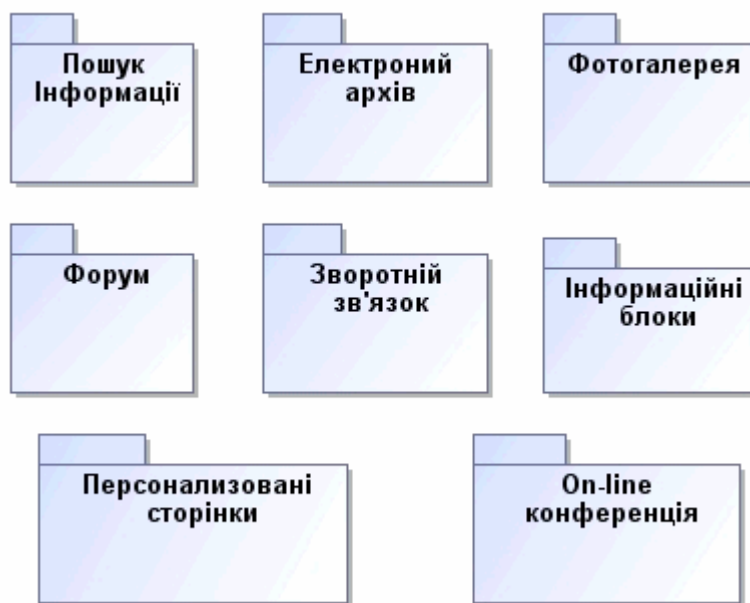 Пошук
Інформації
Електроний
архів
Фотогалерея
Форум
Зворотній
зв'язок
Інформаційні
блоки
Персонализовані
сторінки
On-line
конференція